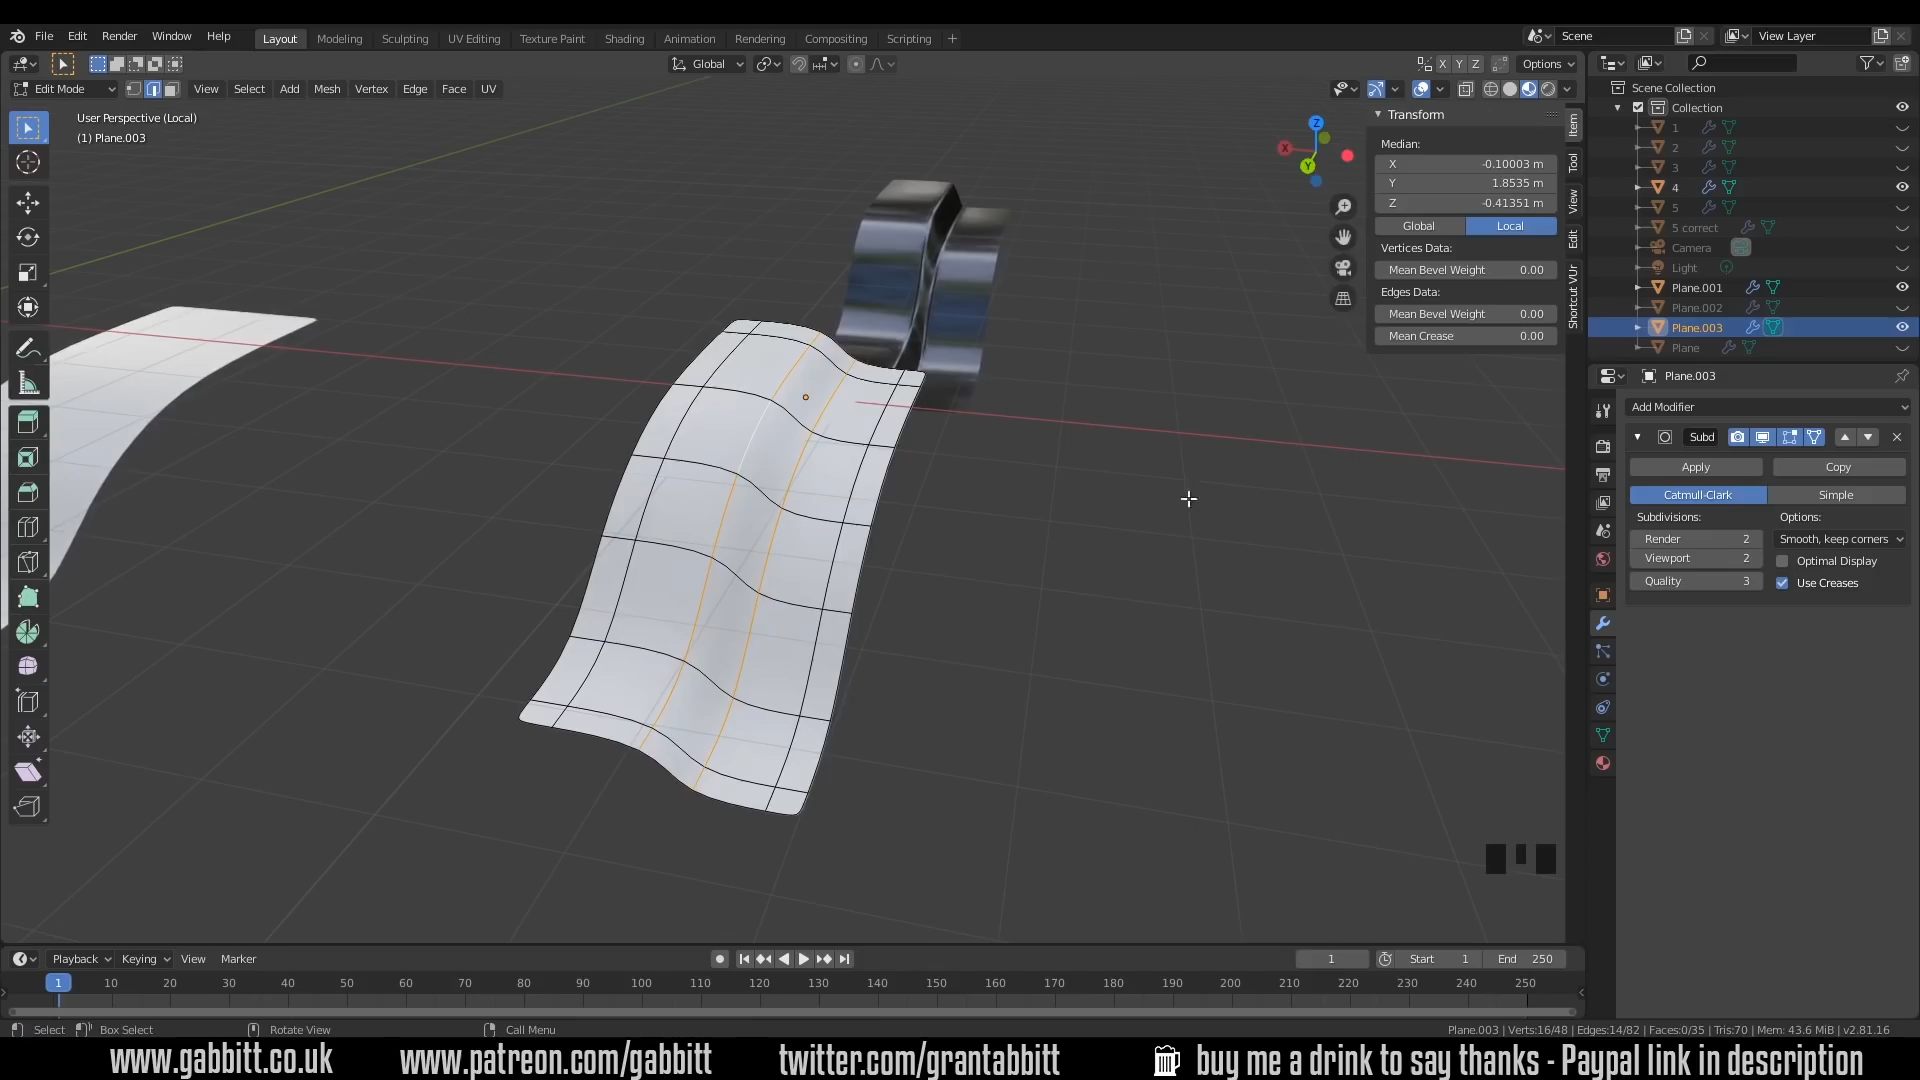 File Edit Render Window Help Layout Modeling Sculpting UV Editing Texture Paint Shading Animation Rendering Compositing Scripting + Scene View Layer
Global X Y Z Options
Edit Mode View Select Add Mesh Vertex Edge Face UV
User Perspective (Local)
(1) Plane.003
Z
X
Y
Transform
Median:
X -0.10003 m
Y 1.8535 m
Z -0.41351 m
Global Local
Vertices Data:
Mean Bevel Weight 0.00
Edges Data:
Mean Bevel Weight 0.00
Mean Crease 0.00
Item
Tool
View
Edit
Shortcut VUr
Scene Collection
Collection
1
2
3
4
5
5 correct
Camera
Light
Plane.001
Plane.002
Plane.003
Plane
Plane.003
Add Modifier
Subd
Apply Copy
Catmull-Clark Simple
Subdivisions: Options:
Render 2 Smooth, keep corners
Viewport 2 Optimal Display
Quality 3 Use Creases
Playback Keying View Marker 1 Start 1 End 250
1 10 20 30 40 50 60 70 80 90 100 110 120 130 140 150 160 170 180 190 200 210 220 230 240 250
Select Box Select Rotate View Call Menu Plane.003 | Verts:16/48 | Edges:14/82 | Faces:0/35 | Tris:70 | Mem: 43.6 MiB | v2.81.16
www.gabbitt.co.uk www.patreon.com/gabbitt twitter.com/grantabbitt buy me a drink to say thanks - Paypal link in description